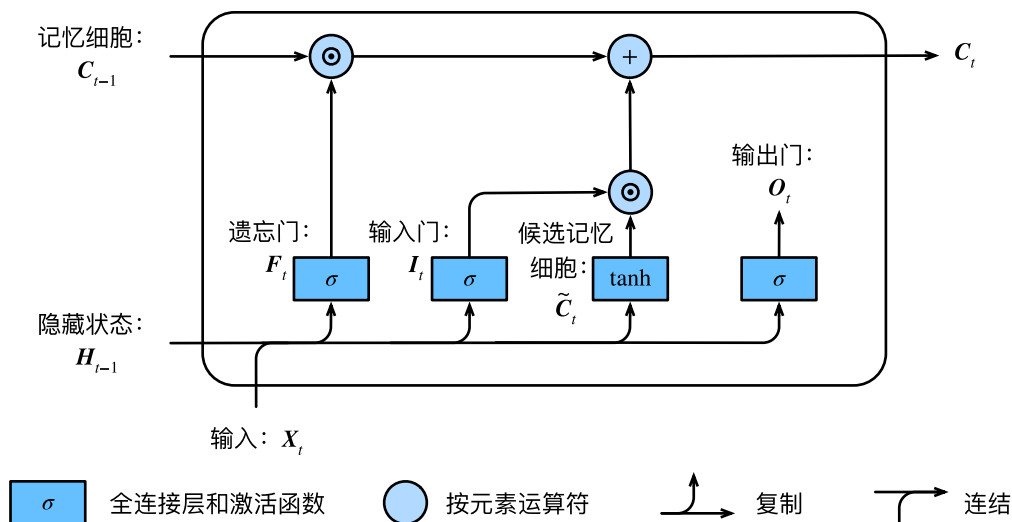 记忆细胞：
C_{t-1}
C_t
+
输出门：
O_t
遗忘门：
F_t
σ
输入门：
I_t
σ
候选记忆
细胞：
C̃_t
tanh
σ
隐藏状态：
H_{t-1}
输入：X_t
σ 全连接层和激活函数
按元素运算符
复制
连结